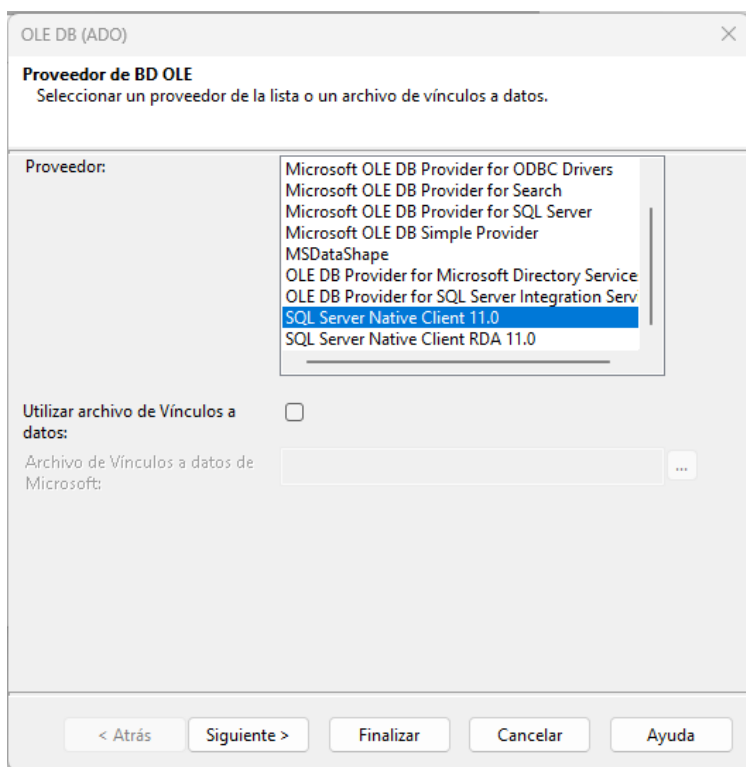 OLE DB (ADO)
Proveedor de BD OLE
Seleccionar un proveedor de la lista o un archivo de vínculos a datos.
Proveedor:
Microsoft OLE DB Provider for ODBC Drivers
Microsoft OLE DB Provider for Search
Microsoft OLE DB Provider for SQL Server
Microsoft OLE DB Simple Provider
MSDataShape
OLE DB Provider for Microsoft Directory Service
OLE DB Provider for SQL Server Integration Serv
SQL Server Native Client 11.0
SQL Server Native Client RDA 11.0
Utilizar archivo de Vínculos a
datos:
Archivo de Vínculos a datos de
Microsoft:
...
< Atrás
Siguiente >
Finalizar
Cancelar
Ayuda